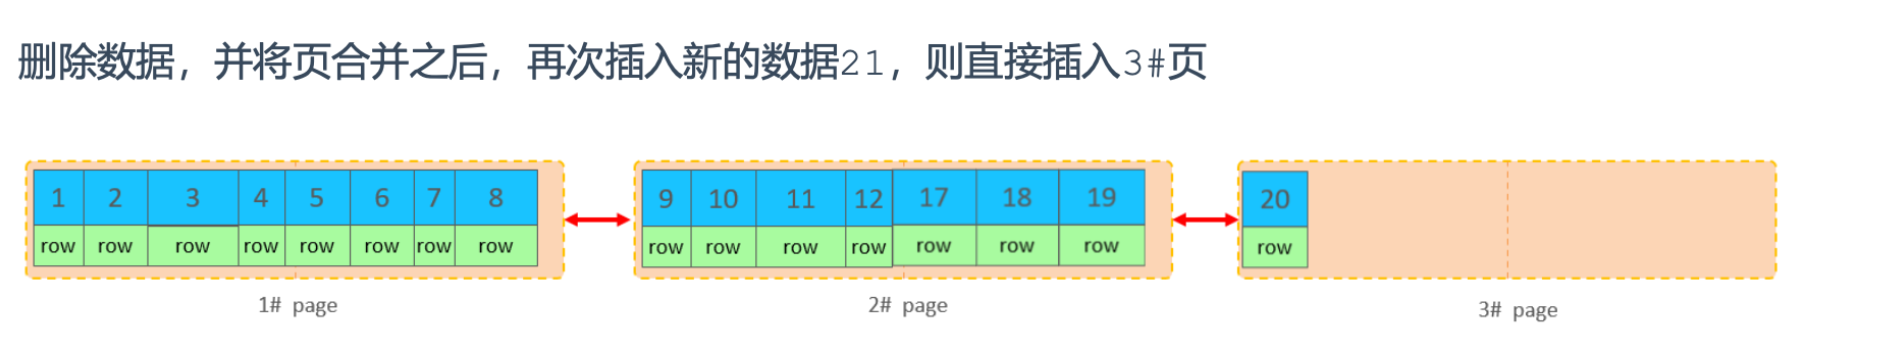 删除数据，并将页合并之后，再次插入新的数据21，则直接插入3#页
1 2 3 4 5 6 7 8
row row row row row row row row
1# page
9 10 11 12 17 18 19
row row row row row row row
2# page
20
row
3# page